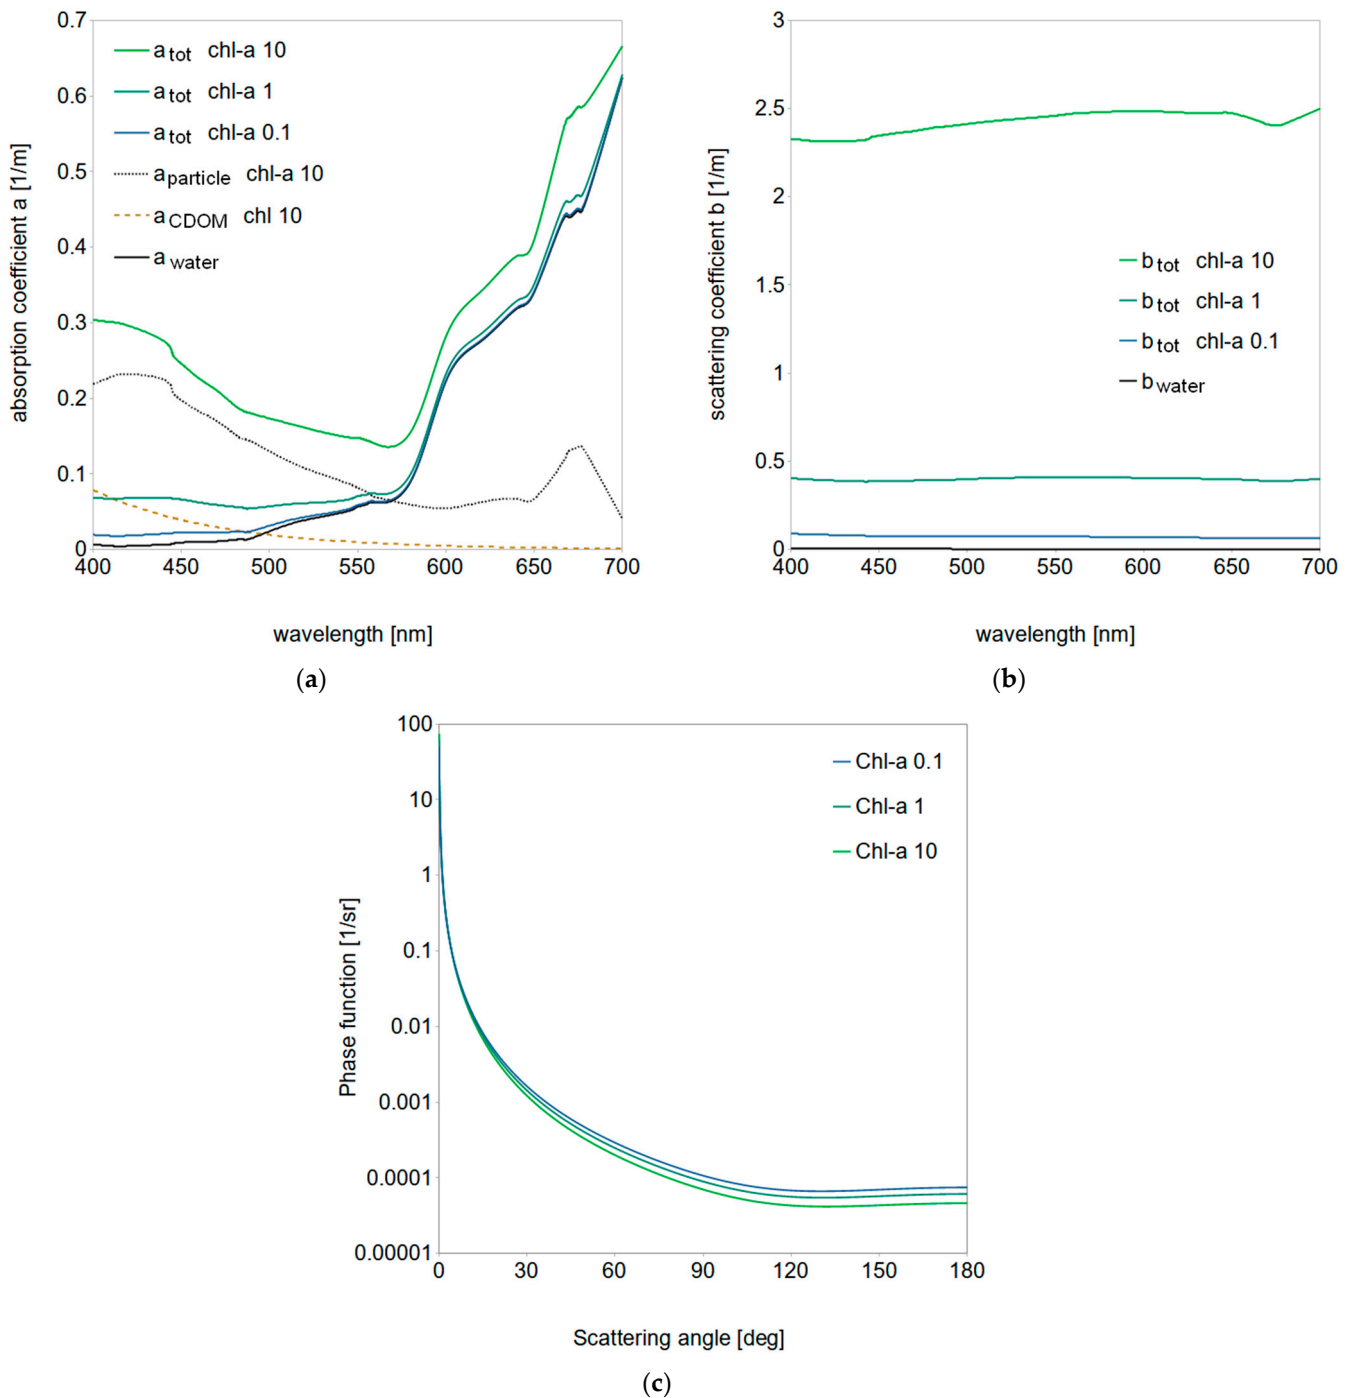 0.7
0.6
0.5
0.4
0.3
0.2
0.1
0
absorption coefficient a [1/m]
a tot chl-a 10
a tot chl-a 1
a tot chl-a 0.1
a particle chl-a 10
a CDOM chl 10
a water
400 450 500 550 600 650 700
wavelength [nm]
(a)
3
2.5
2
1.5
1
0.5
0
scattering coefficient b [1/m]
b tot chl-a 10
b tot chl-a 1
b tot chl-a 0.1
b water
400 450 500 550 600 650 700
wavelength [nm]
(b)
100
10
1
0.1
0.01
0.001
0.0001
0.00001
Phase function [1/sr]
Chl-a 0.1
Chl-a 1
Chl-a 10
0 30 60 90 120 150 180
Scattering angle [deg]
(c)